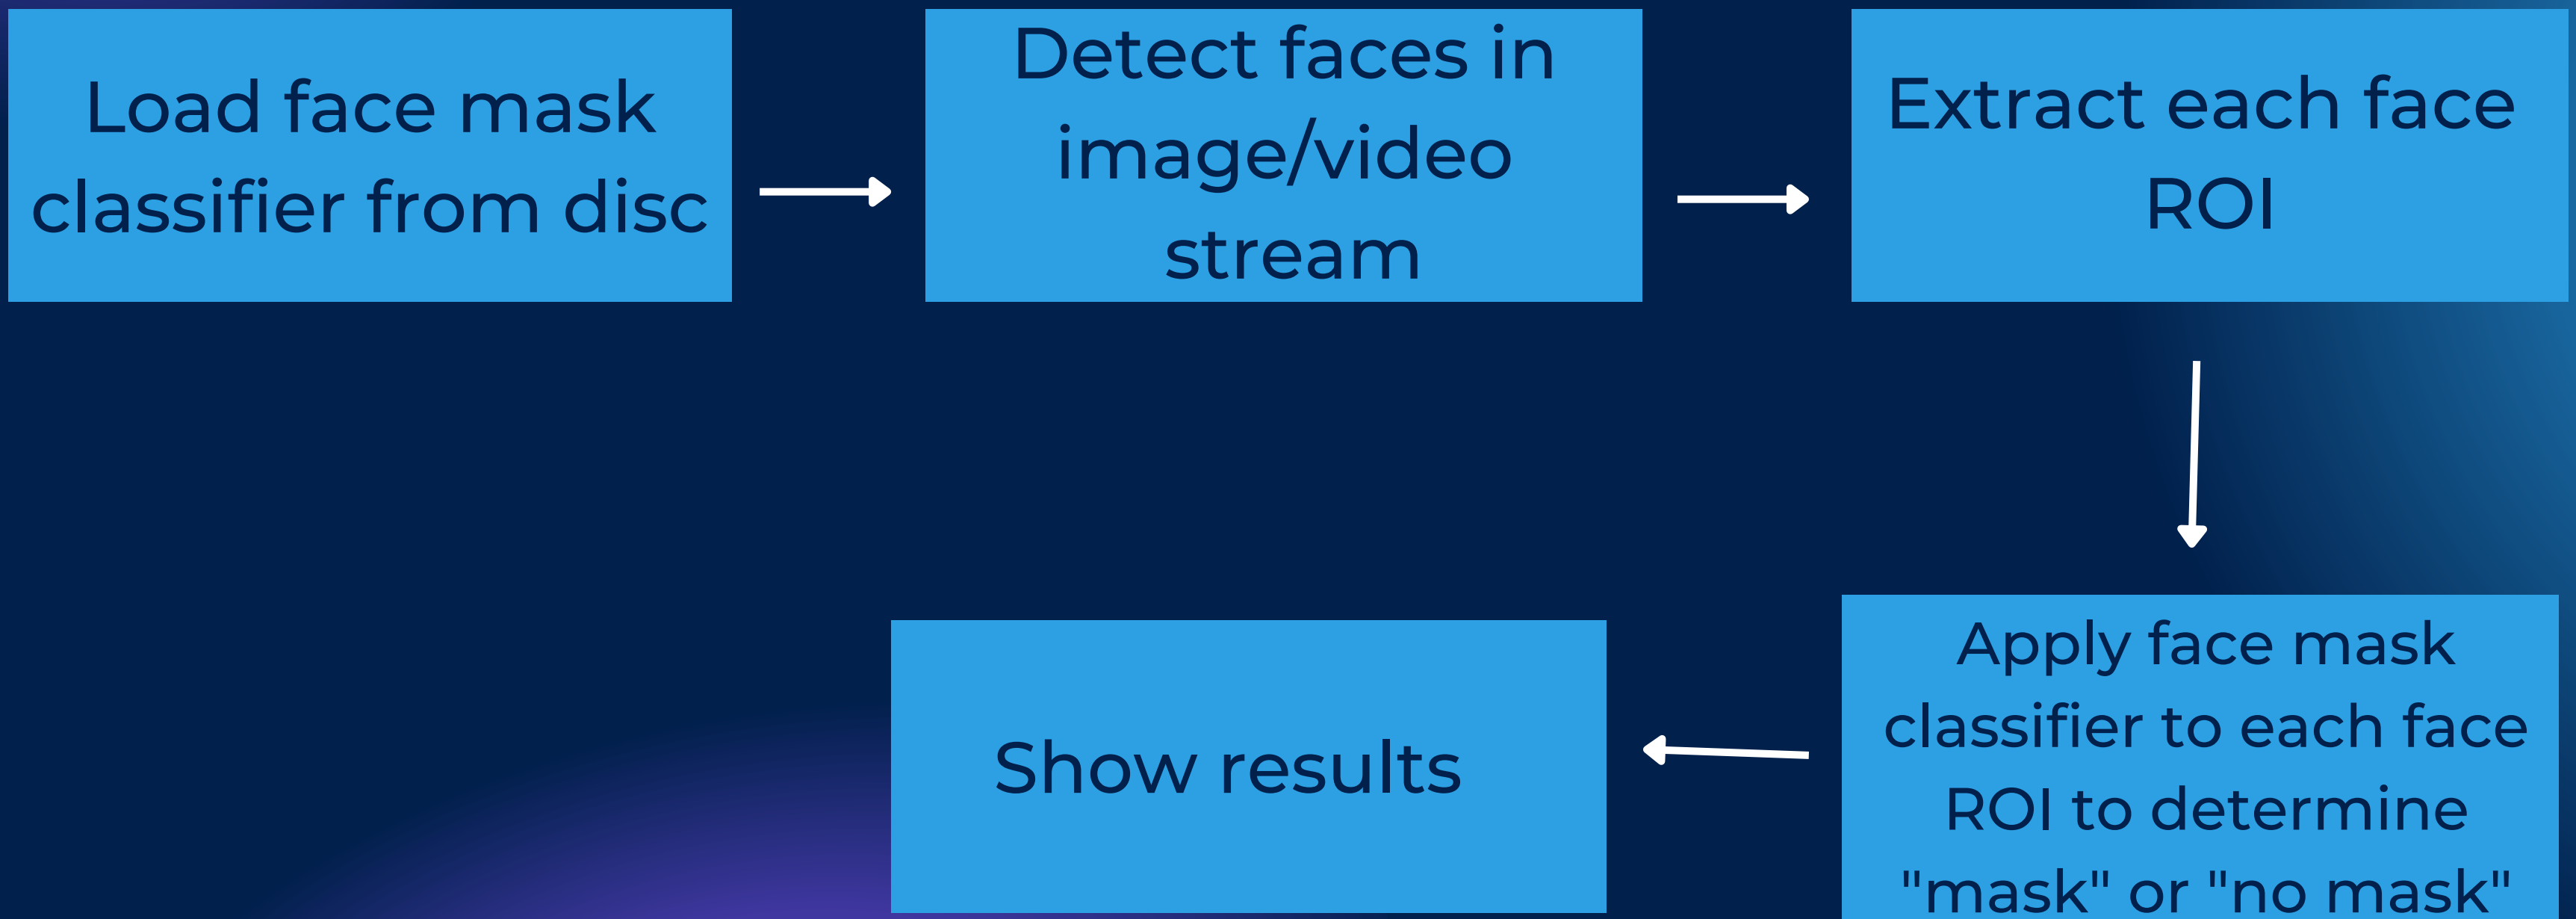 Load face mask
classifier from disc
Detect faces in
image/video
stream
Extract each face
ROI
Apply face mask
classifier to each face
ROI to determine
"mask" or "no mask"
Show results